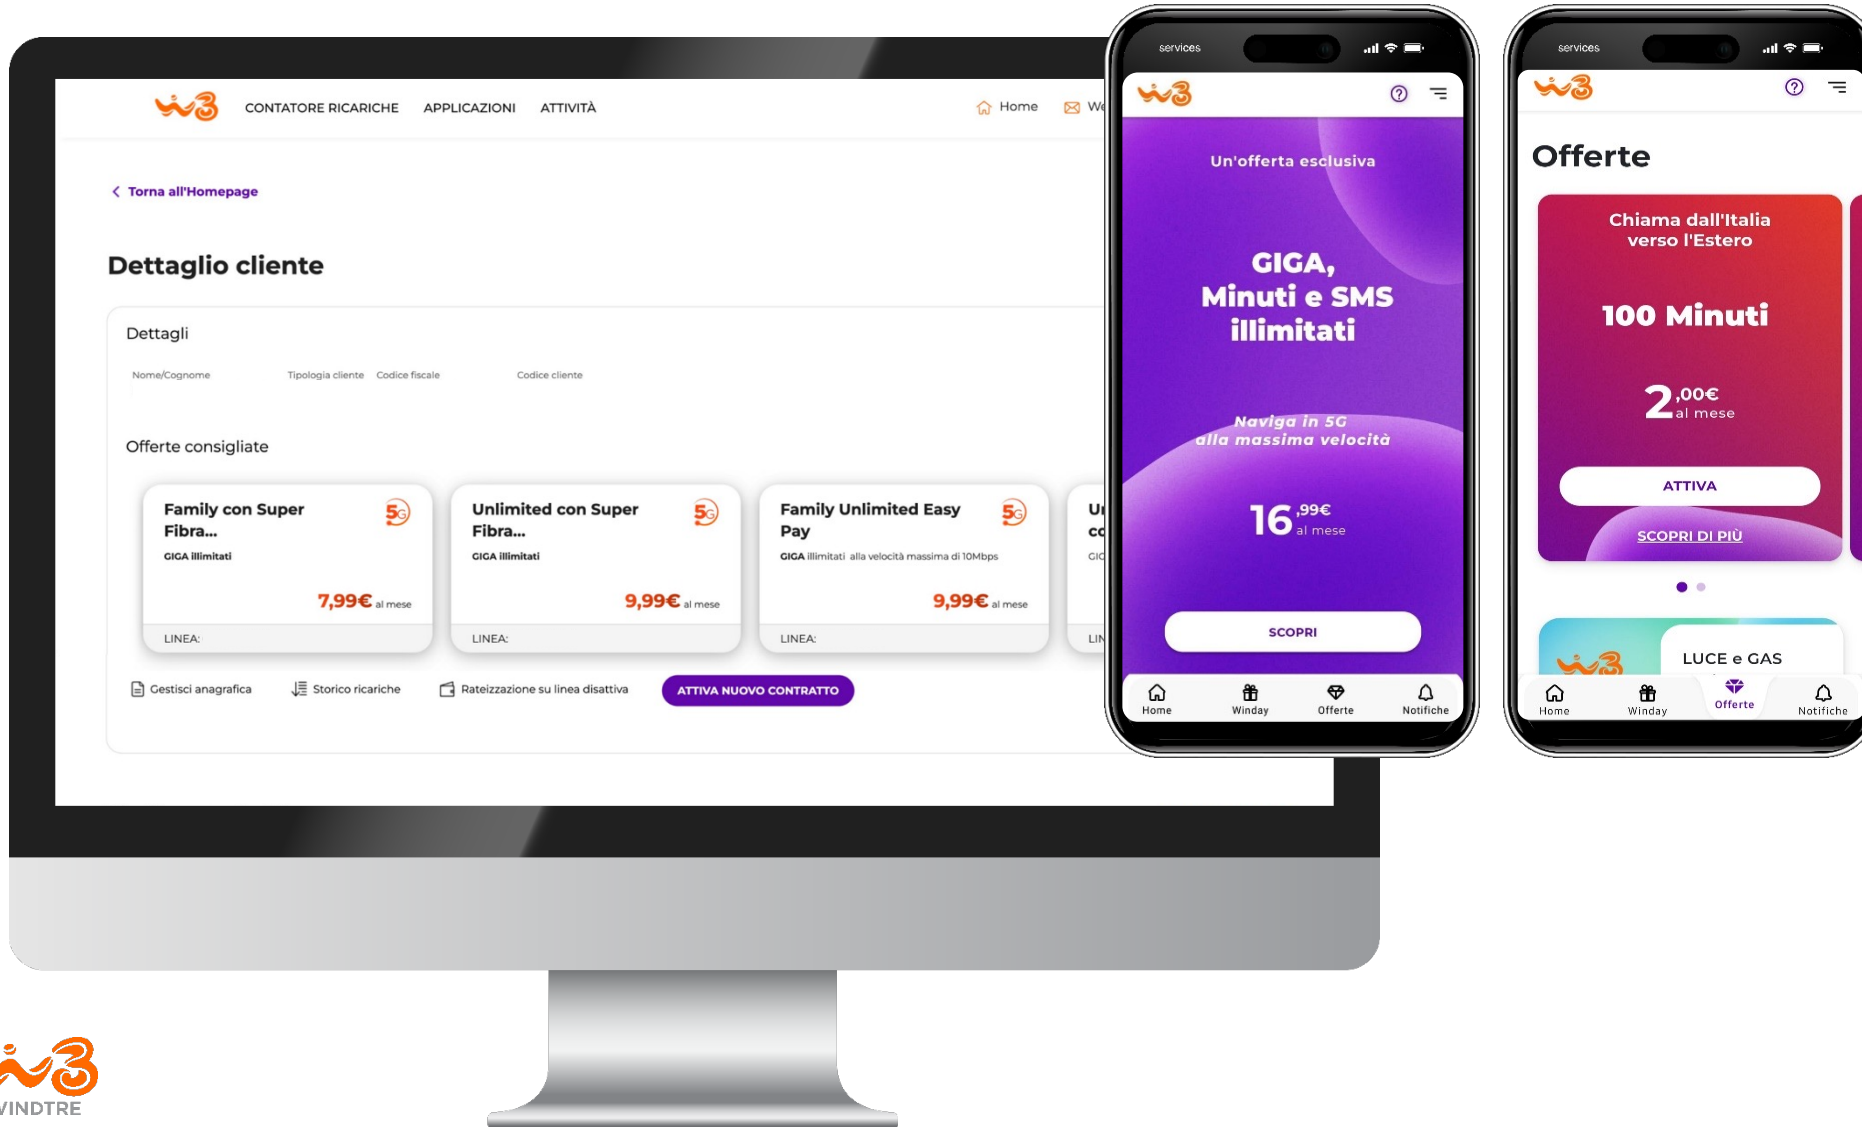 CONTATORE RICARICHE APPLICAZIONI ATTIVITÀ
Home
Torna all'Homepage
Dettaglio cliente
Dettagli
Nome/Cognome Tipologia cliente Codice fiscale Codice cliente
Offerte consigliate
Family con Super
Fibra...
GIGA illimitati
7,99€ al mese
LINEA:
Unlimited con Super
Fibra...
GIGA illimitati
9,99€ al mese
LINEA:
Family Unlimited Easy
Pay
GIGA illimitati alla velocità massima di 10Mbps
9,99€ al mese
LINEA:
Gestisci anagrafica Storico ricariche Rateizzazione su linea disattiva ATTIVA NUOVO CONTRATTO
services
W3
Un'offerta esclusiva
GIGA,
Minuti e SMS
illimitati
Naviga in 5G
alla massima velocità
16,99€
al mese
SCOPRI
Home Winday Offerte Notifiche
services
W3
Offerte
Chiama dall'Italia
verso l'Estero
100 Minuti
2,00€
al mese
ATTIVA
SCOPRI DI PIÙ
LUCE e GAS
Home Winday Offerte Notifiche
WINDTRE